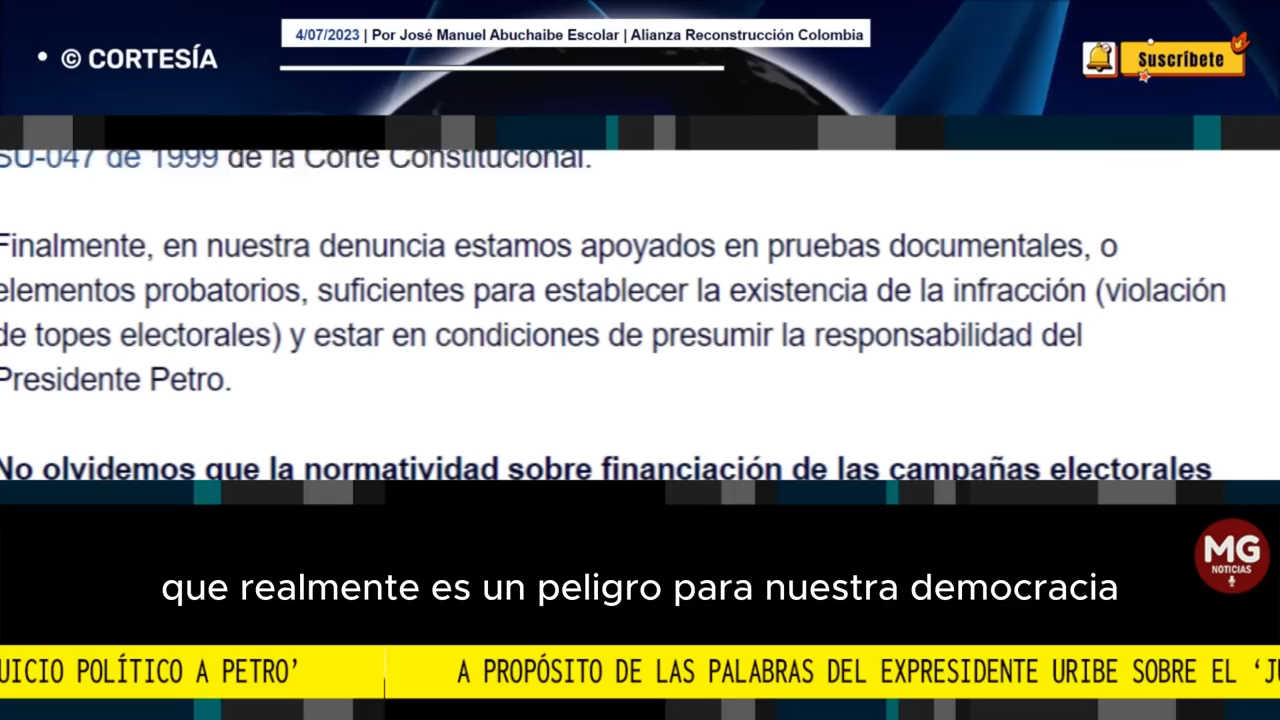 4/07/2023 | Por José Manuel Abuchaibe Escolar | Alianza Reconstrucción Colombia
• © CORTESÍA
Suscríbete
SU-047 de 1999 de la Corte Constitucional.
Finalmente, en nuestra denuncia estamos apoyados en pruebas documentales, o
elementos probatorios, suficientes para establecer la existencia de la infracción (violación
de topes electorales) y estar en condiciones de presumir la responsabilidad del
Presidente Petro.
No olvidemos que la normatividad sobre financiación de las campañas electorales
MG
NOTICIAS
que realmente es un peligro para nuestra democracia
UICIO POLÍTICO A PETRO’ A PROPÓSITO DE LAS PALABRAS DEL EXPRESIDENTE URIBE SOBRE EL ‘JU